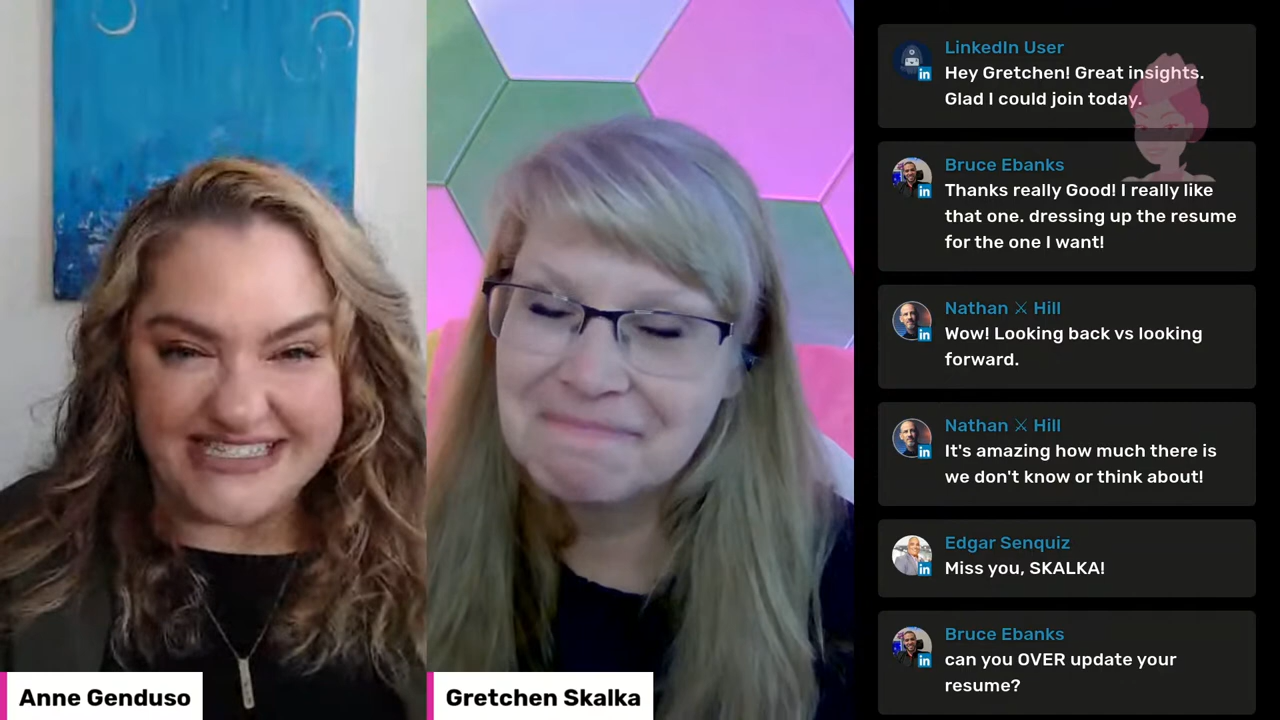 Anne Genduso
Gretchen Skalka
LinkedIn User
Hey Gretchen! Great insights.
Glad I could join today.
Bruce Ebanks
Thanks really Good! I really like
that one. dressing up the resume
for the one I want!
Nathan ⚔ Hill
Wow! Looking back vs looking
forward.
Nathan ⚔ Hill
It's amazing how much there is
we don't know or think about!
Edgar Senquiz
Miss you, SKALKA!
Bruce Ebanks
can you OVER update your
resume?